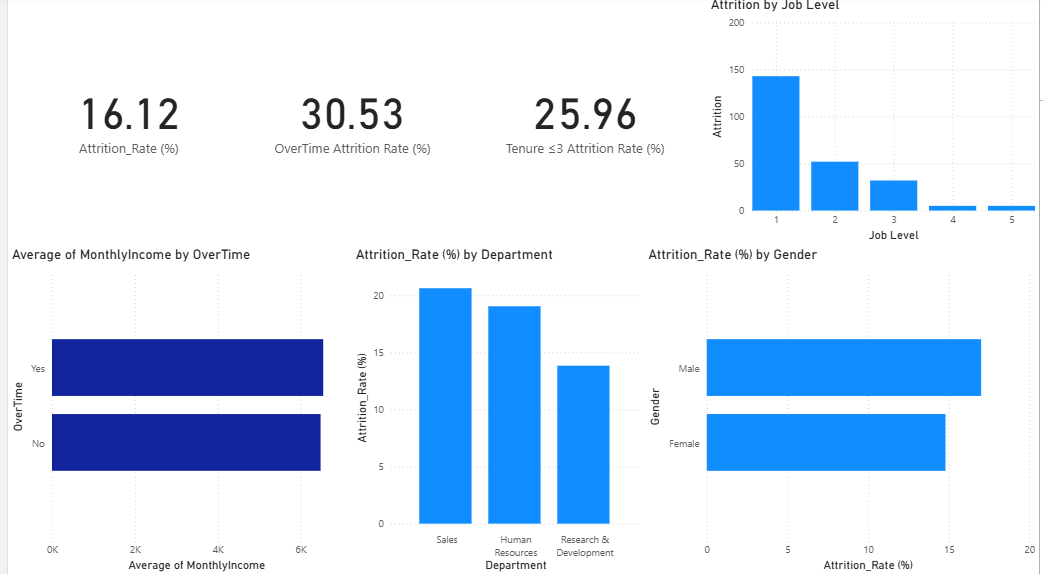 Attrition by Job Level
200
150
100
50
0
Attrition
1 2 3 4 5
Job Level
16.12
Attrition_Rate (%)
30.53
OverTime Attrition Rate (%)
25.96
Tenure ≤3 Attrition Rate (%)
Average of MonthlyIncome by OverTime
OverTime
Yes
No
0K 2K 4K 6K
Average of MonthlyIncome
Attrition_Rate (%) by Department
Attrition_Rate (%)
20
15
10
5
0
Sales
Human
Resources
Research &
Development
Department
Attrition_Rate (%) by Gender
Gender
Male
Female
0 5 10 15 20
Attrition_Rate (%)